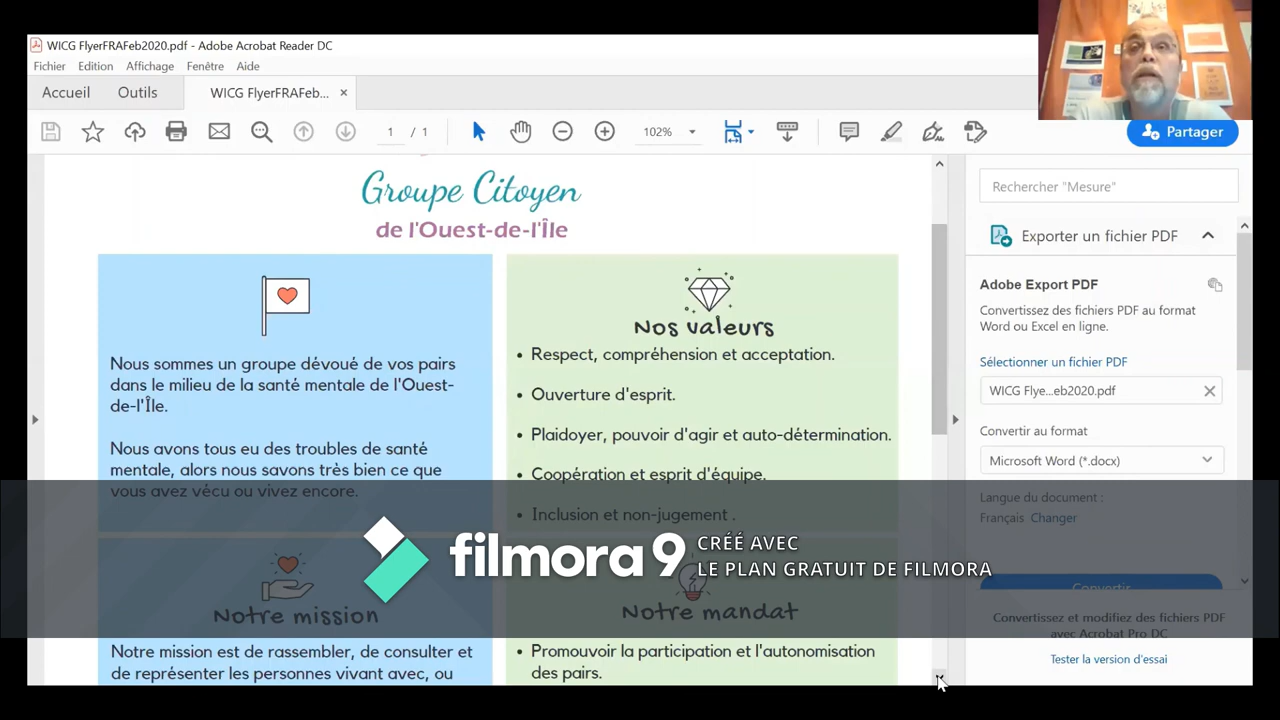 WICG FlyerFRAFeb2020.pdf - Adobe Acrobat Reader DC
Fichier Edition Affichage Fenêtre Aide
Accueil Outils WICG FlyerFRAFeb... ×
1 / 1 102% Partager
Groupe Citoyen
de l'Ouest-de-l'Île
Nous sommes un groupe dévoué de vos pairs
dans le milieu de la santé mentale de l'Ouest-
de-l'Île.
Nous avons tous eu des troubles de santé
mentale, alors nous savons très bien ce que
vous avez vécu ou vivez encore.
Nos valeurs
• Respect, compréhension et acceptation.
• Ouverture d'esprit.
• Plaidoyer, pouvoir d'agir et auto-détermination.
• Coopération et esprit d'équipe.
• Inclusion et non-jugement .
Notre mission
Notre mission est de rassembler, de consulter et
de représenter les personnes vivant avec, ou
Notre mandat
• Promouvoir la participation et l'autonomisation
des pairs.
Rechercher "Mesure"
Exporter un fichier PDF
Adobe Export PDF
Convertissez des fichiers PDF au format
Word ou Excel en ligne.
Sélectionner un fichier PDF
WICG Flye...eb2020.pdf
Convertir au format
Microsoft Word (*.docx)
Langue du document :
Français Changer
Convertir
Convertissez et modifiez des fichiers PDF
avec Acrobat Pro DC
Tester la version d'essai
filmora 9
CRÉÉ AVEC
LE PLAN GRATUIT DE FILMORA